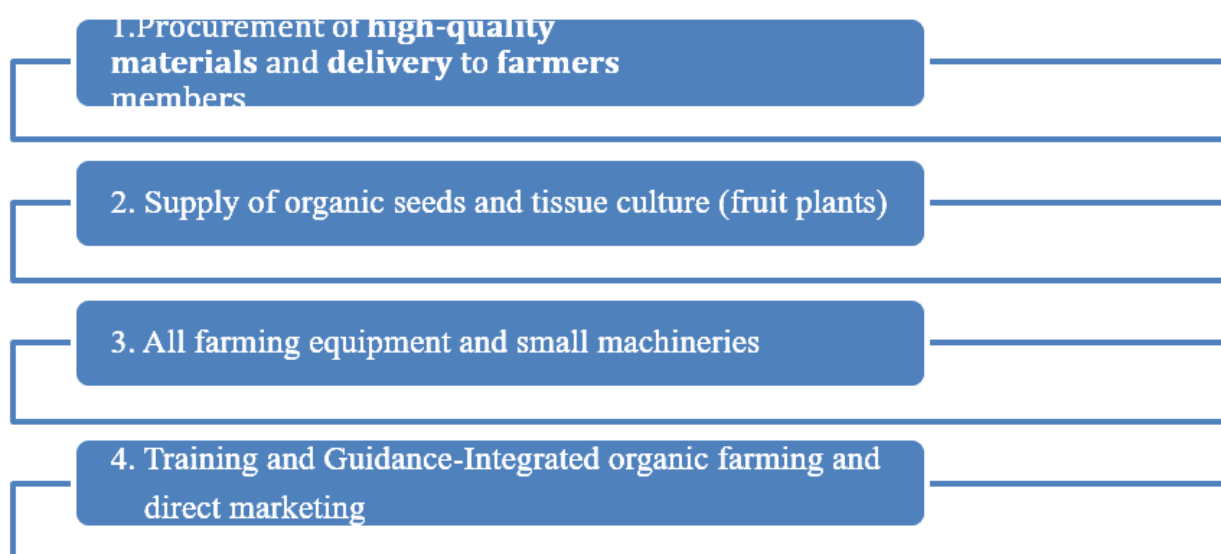 1.Procurement of high-quality
materials and delivery to farmers
members
2. Supply of organic seeds and tissue culture (fruit plants)
3. All farming equipment and small machineries
4. Training and Guidance-Integrated organic farming and
direct marketing